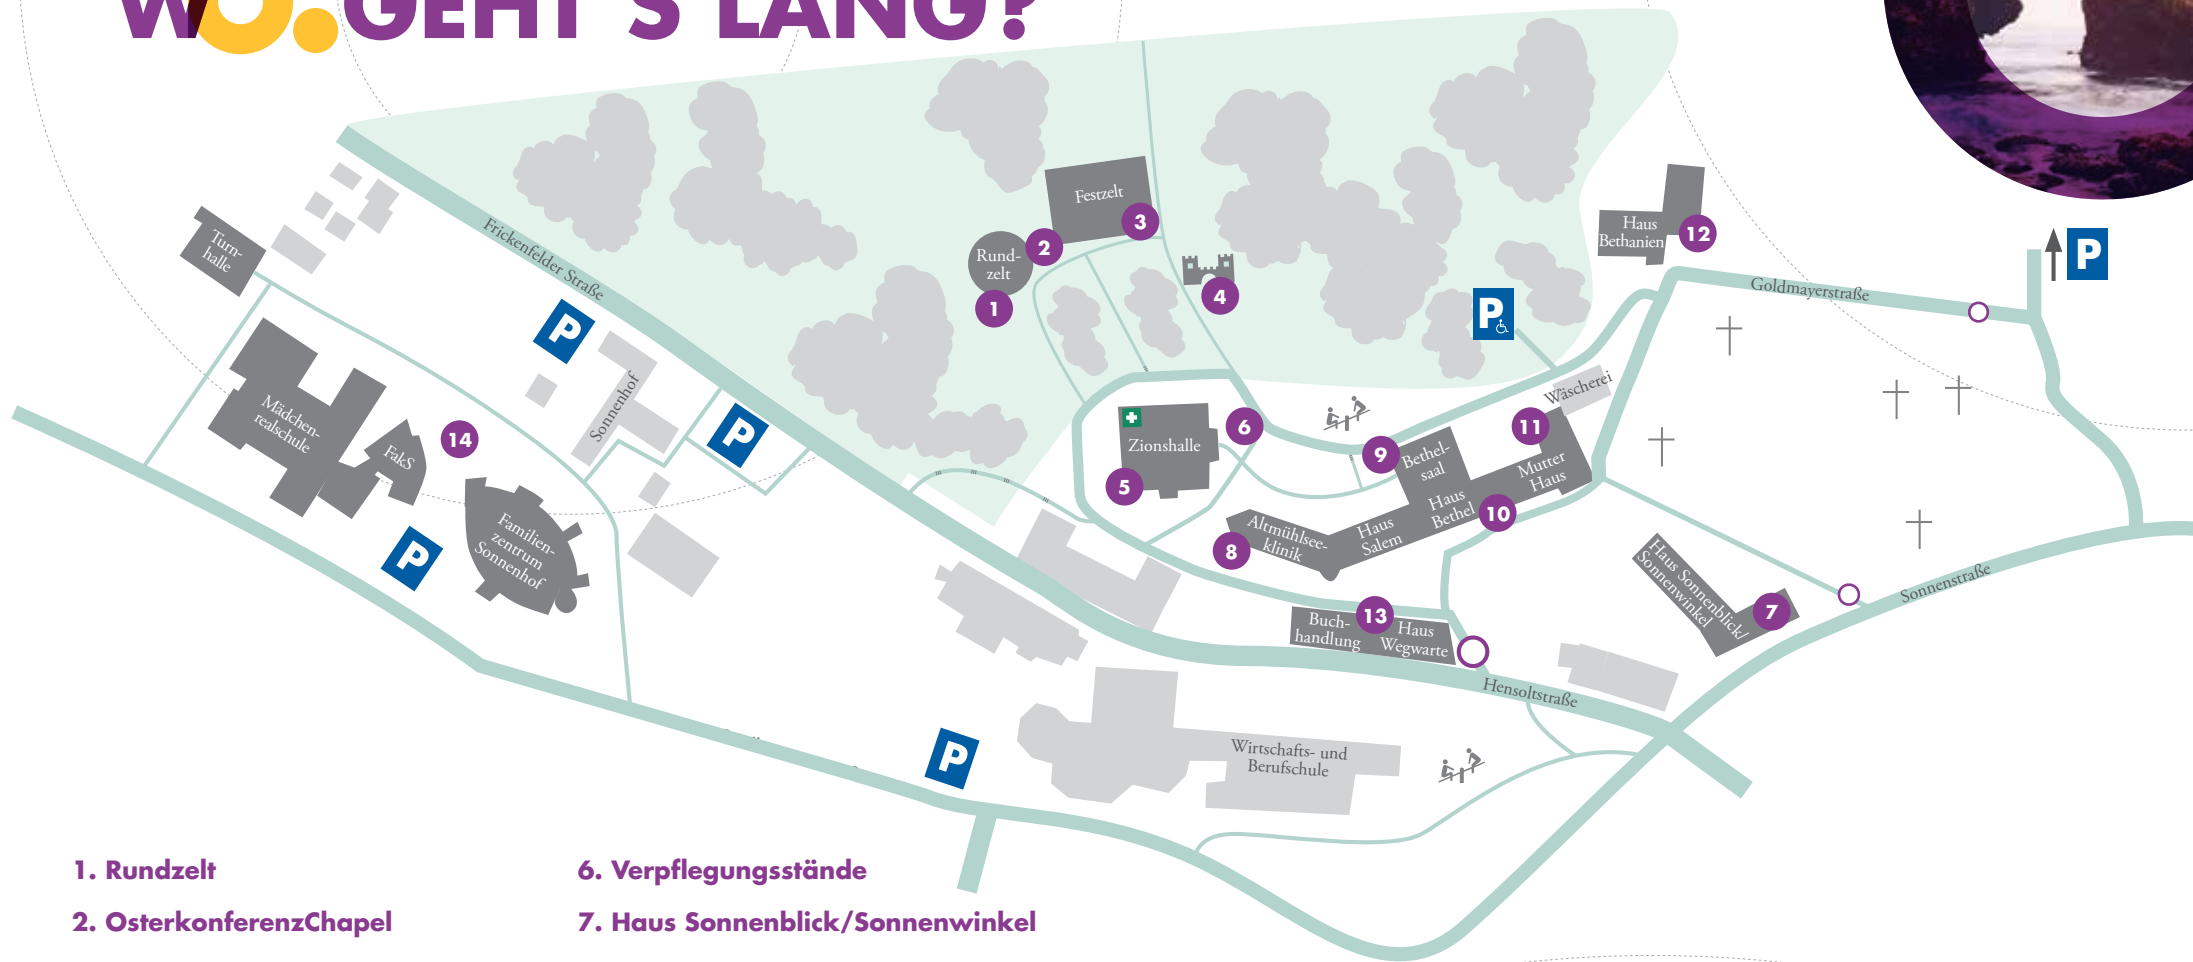 WO. GEHT'S LANG?
Festzelt
3
Rund-
zelt
2
1
4
Haus
Bethanien
12
P
Goldmayerstraße
Turn-
halle
Frickenfelder Straße
P
P
Sonnenhof
Mädchen-
realschule
FakS
14
P
Wäscherei
Zionshalle
6
5
9
Bethel-
saal
11
Mutter
Haus
Haus
Bethel
10
Haus
Salem
Altmühlsee-
klinik
8
Familien-
zentrum
Sonnenhof
P
Haus Sonnenblick/
Sonnenwinkel
7
Sonnenstraße
13
Buch-
handlung
Haus
Wegwarte
Hensoltstraße
P
Wirtschafts- und
Berufschule
1. Rundzelt
2. OsterkonferenzChapel
6. Verpflegungsstände
7. Haus Sonnenblick/Sonnenwinkel